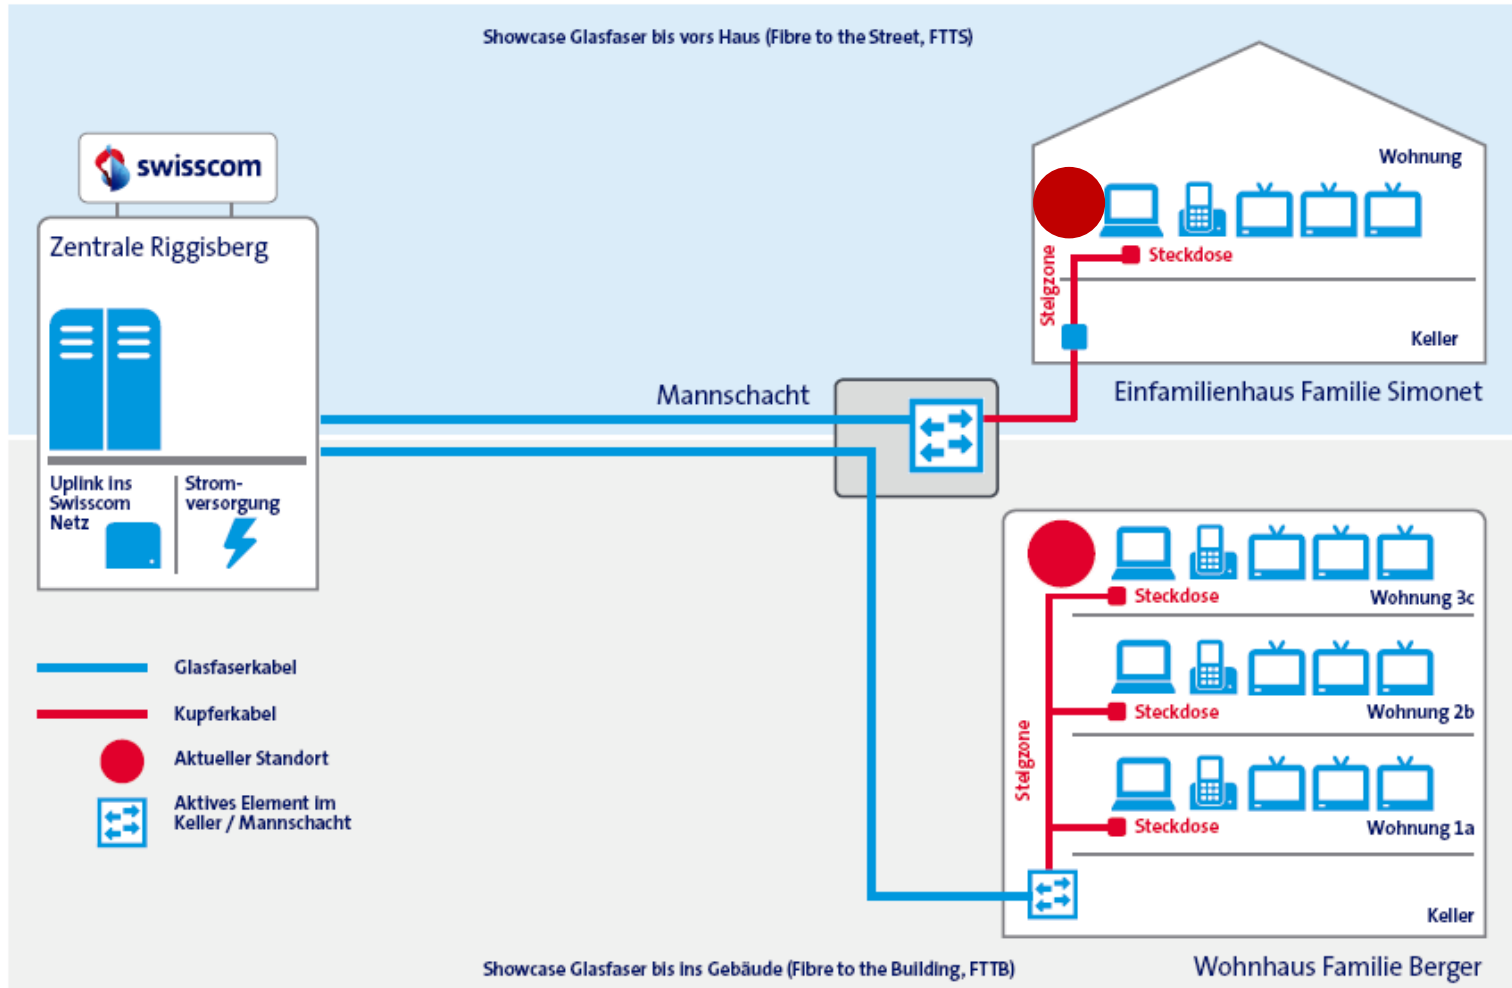 Showcase Glasfaser bis vors Haus (Fibre to the Street, FTTS)
swisscom
Zentrale Riggisberg
Uplink ins
Swisscom
Netz
Strom-
versorgung
Mannschacht
Wohnung
Steckdose
Steigzone
Keller
Einfamilienhaus Familie Simonet
Glasfaserkabel
Kupferkabel
Aktueller Standort
Aktives Element im
Keller / Mannschacht
Steckdose
Wohnung 3c
Steckdose
Wohnung 2b
Steigzone
Steckdose
Wohnung 1a
Keller
Wohnhaus Familie Berger
Showcase Glasfaser bis ins Gebäude (Fibre to the Building, FTTB)